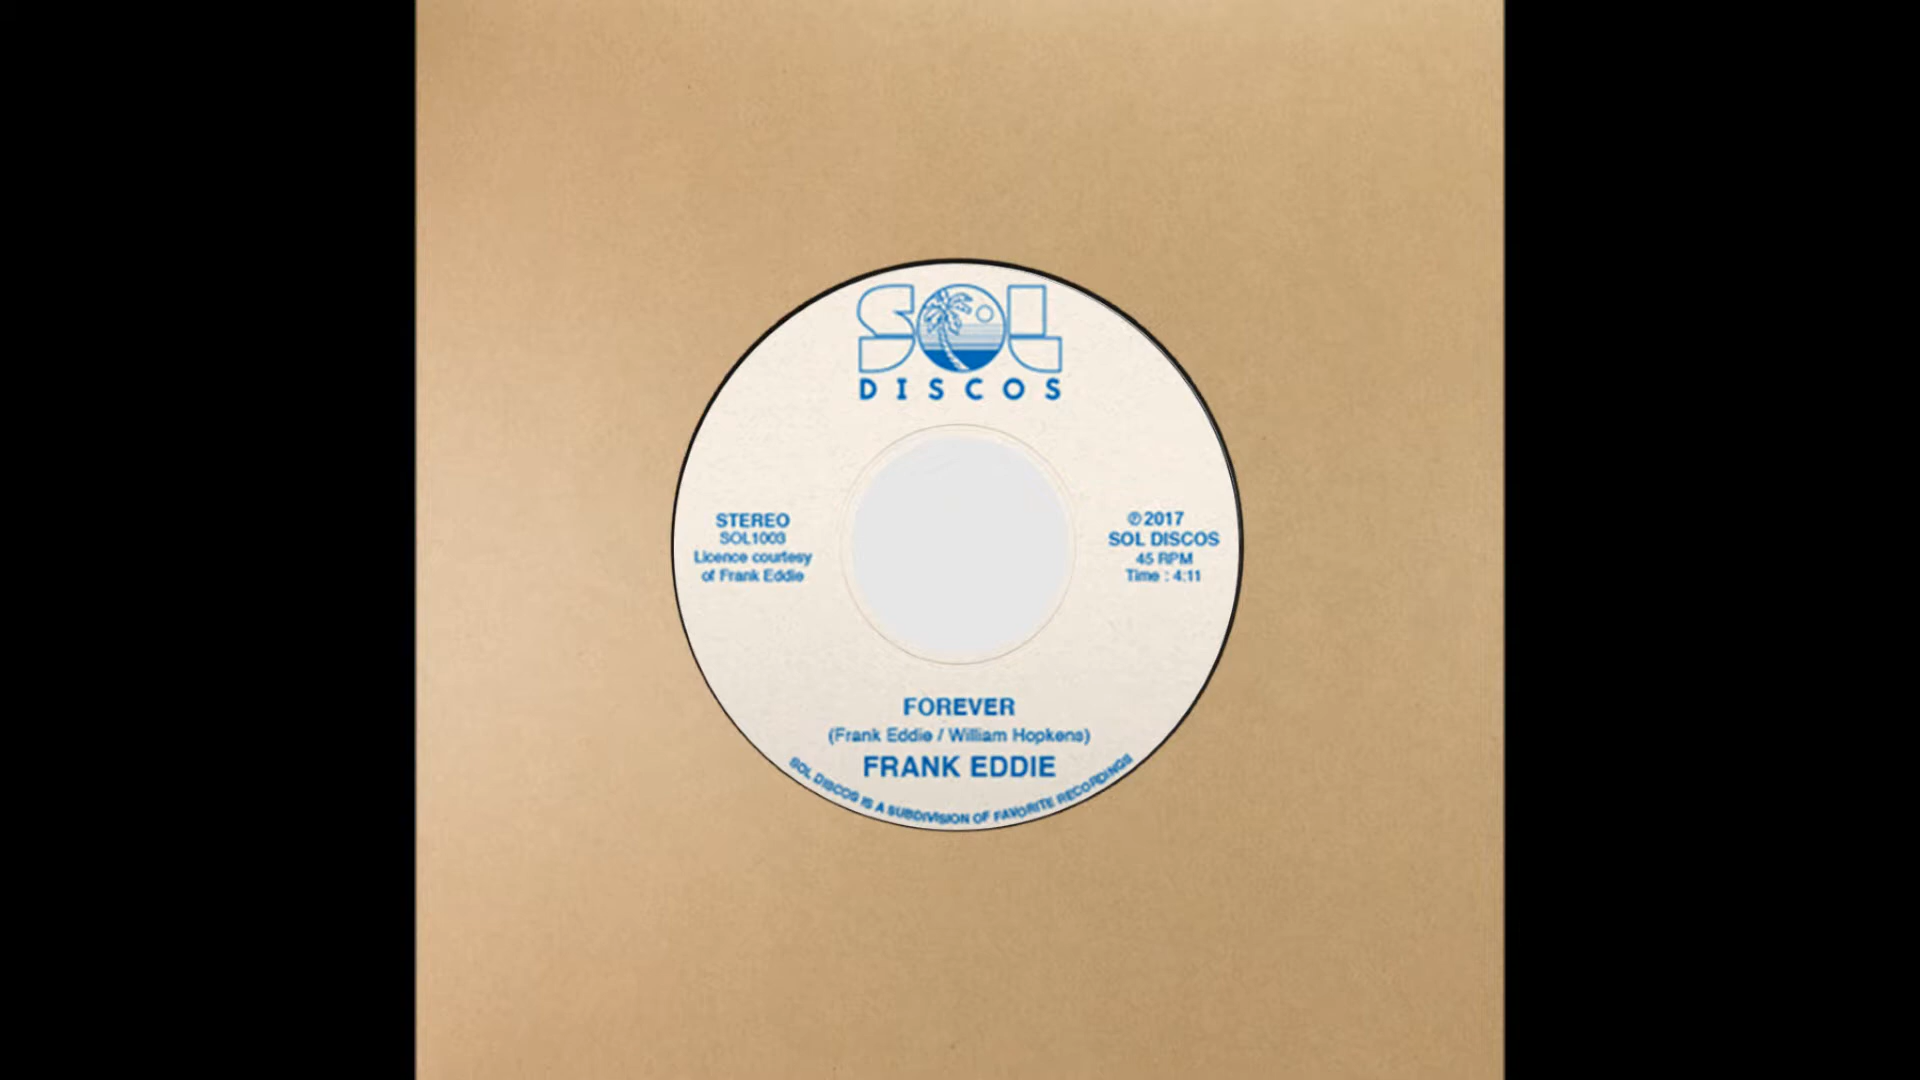 SOL
DISCOS
STEREO
SOL1003
Licence courtesy
of Frank Eddie
℗ 2017
SOL DISCOS
45 RPM
Time : 4:11
FOREVER
(Frank Eddie / William Hopkens)
FRANK EDDIE
SOL DISCOS IS A SUBDIVISION OF FAVORITE RECORDINGS